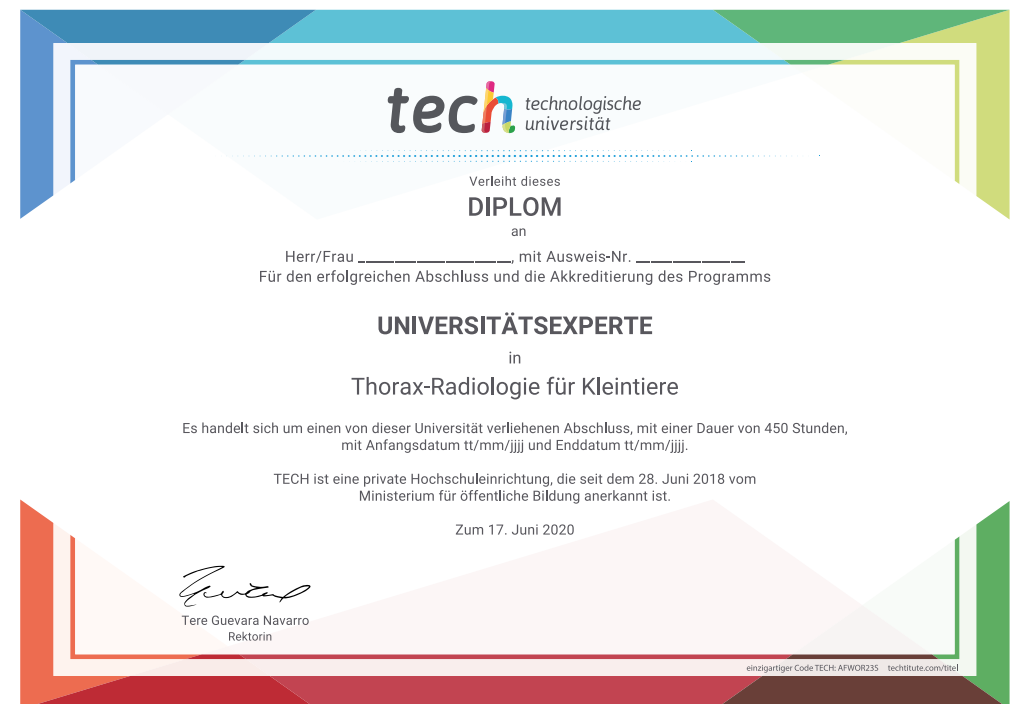 tech technologische
universität
Verleiht dieses
DIPLOM
an
Herr/Frau ____________________, mit Ausweis-Nr. ______________
Für den erfolgreichen Abschluss und die Akkreditierung des Programms
UNIVERSITÄTSEXPERTE
in
Thorax-Radiologie für Kleintiere
Es handelt sich um einen von dieser Universität verliehenen Abschluss, mit einer Dauer von 450 Stunden,
mit Anfangsdatum tt/mm/jjjj und Enddatum tt/mm/jjjj.
TECH ist eine private Hochschuleinrichtung, die seit dem 28. Juni 2018 vom
Ministerium für öffentliche Bildung anerkannt ist.
Zum 17. Juni 2020
Tere Guevara Navarro
Rektorin
einzigartiger Code TECH: AFWOR23S techtitute.com/titel